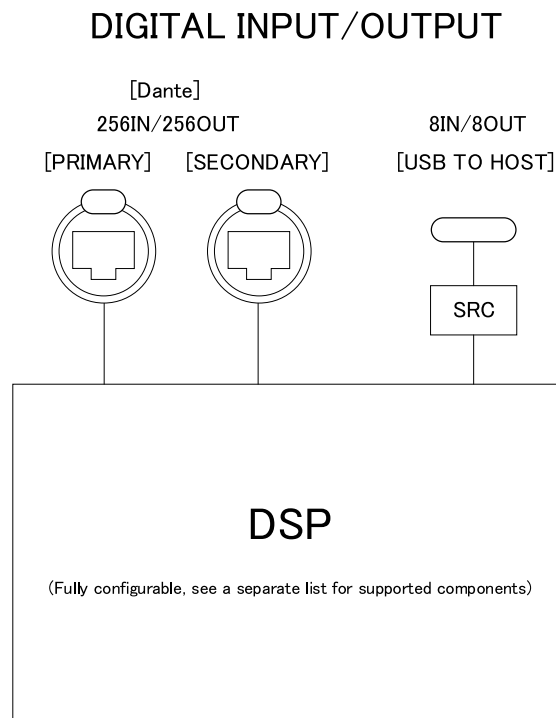 DIGITAL INPUT/OUTPUT
[Dante]
256IN/256OUT
8IN/8OUT
[PRIMARY]
[SECONDARY]
[USB TO HOST]
SRC
DSP
(Fully configurable, see a separate list for supported components)